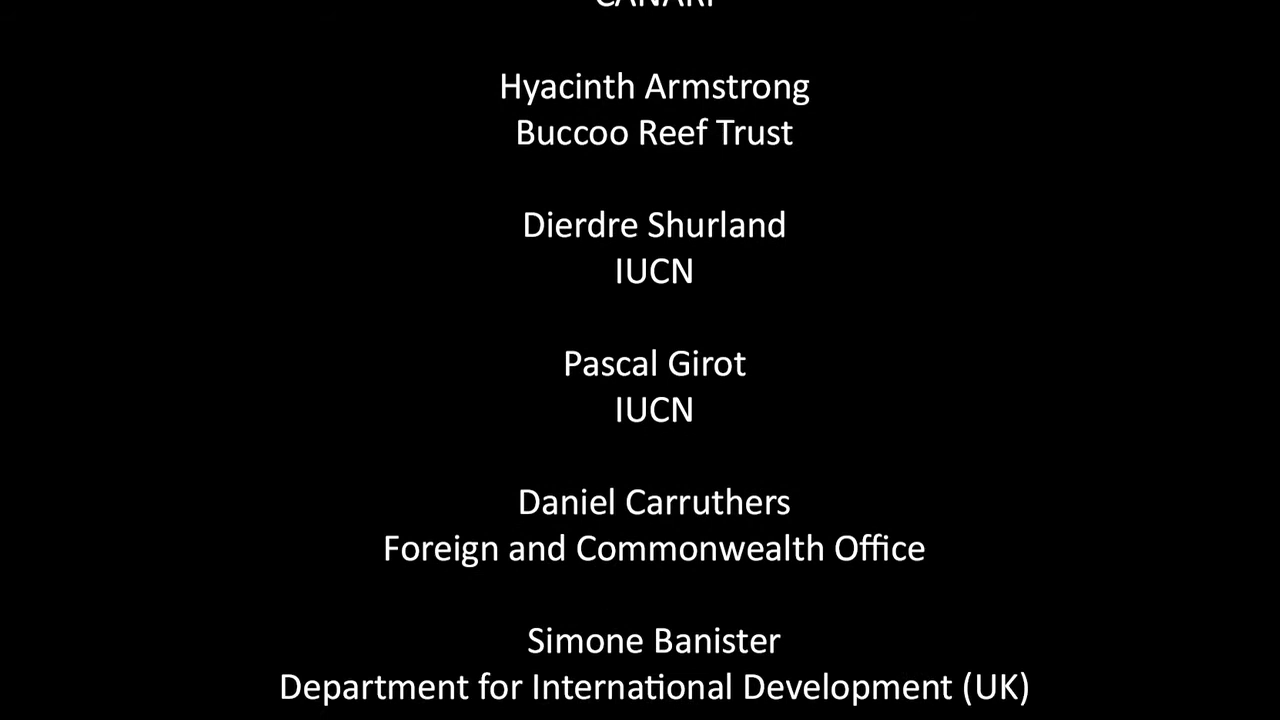 CANARI
Hyacinth Armstrong
Buccoo Reef Trust
Dierdre Shurland
IUCN
Pascal Girot
IUCN
Daniel Carruthers
Foreign and Commonwealth Office
Simone Banister
Department for International Development (UK)